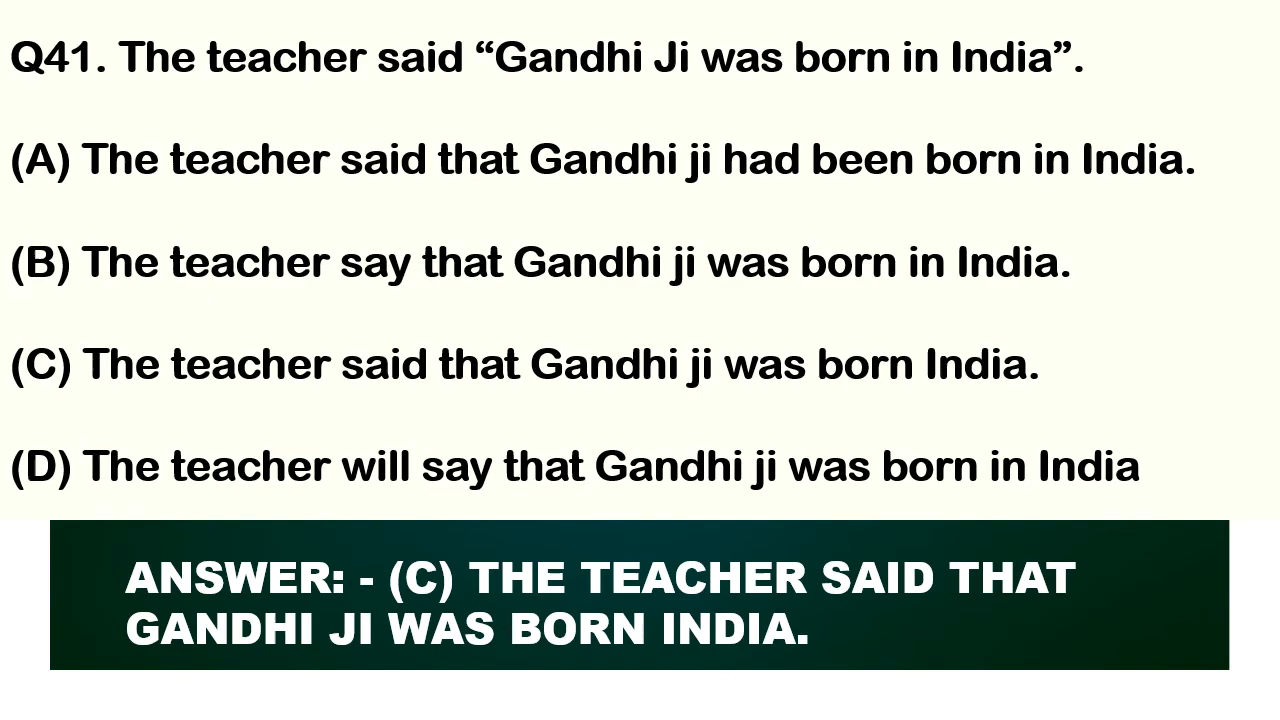 Q41. The teacher said “Gandhi Ji was born in India”.
(A) The teacher said that Gandhi ji had been born in India.
(B) The teacher say that Gandhi ji was born in India.
(C) The teacher said that Gandhi ji was born India.
(D) The teacher will say that Gandhi ji was born in India
ANSWER: - (C) THE TEACHER SAID THAT
GANDHI JI WAS BORN INDIA.